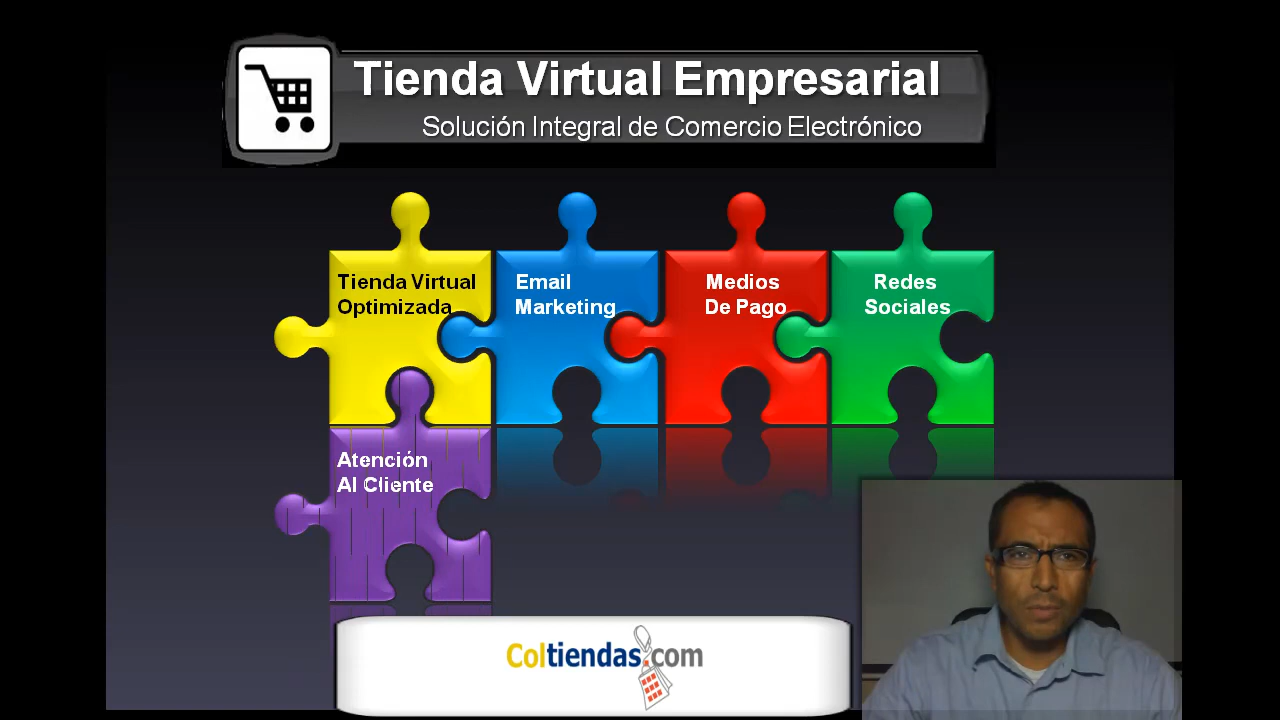 Tienda Virtual Empresarial
Solución Integral de Comercio Electrónico
Tienda Virtual
Optimizada
Email
Marketing
Medios
De Pago
Redes
Sociales
Atención
Al Cliente
Coltiendas.com